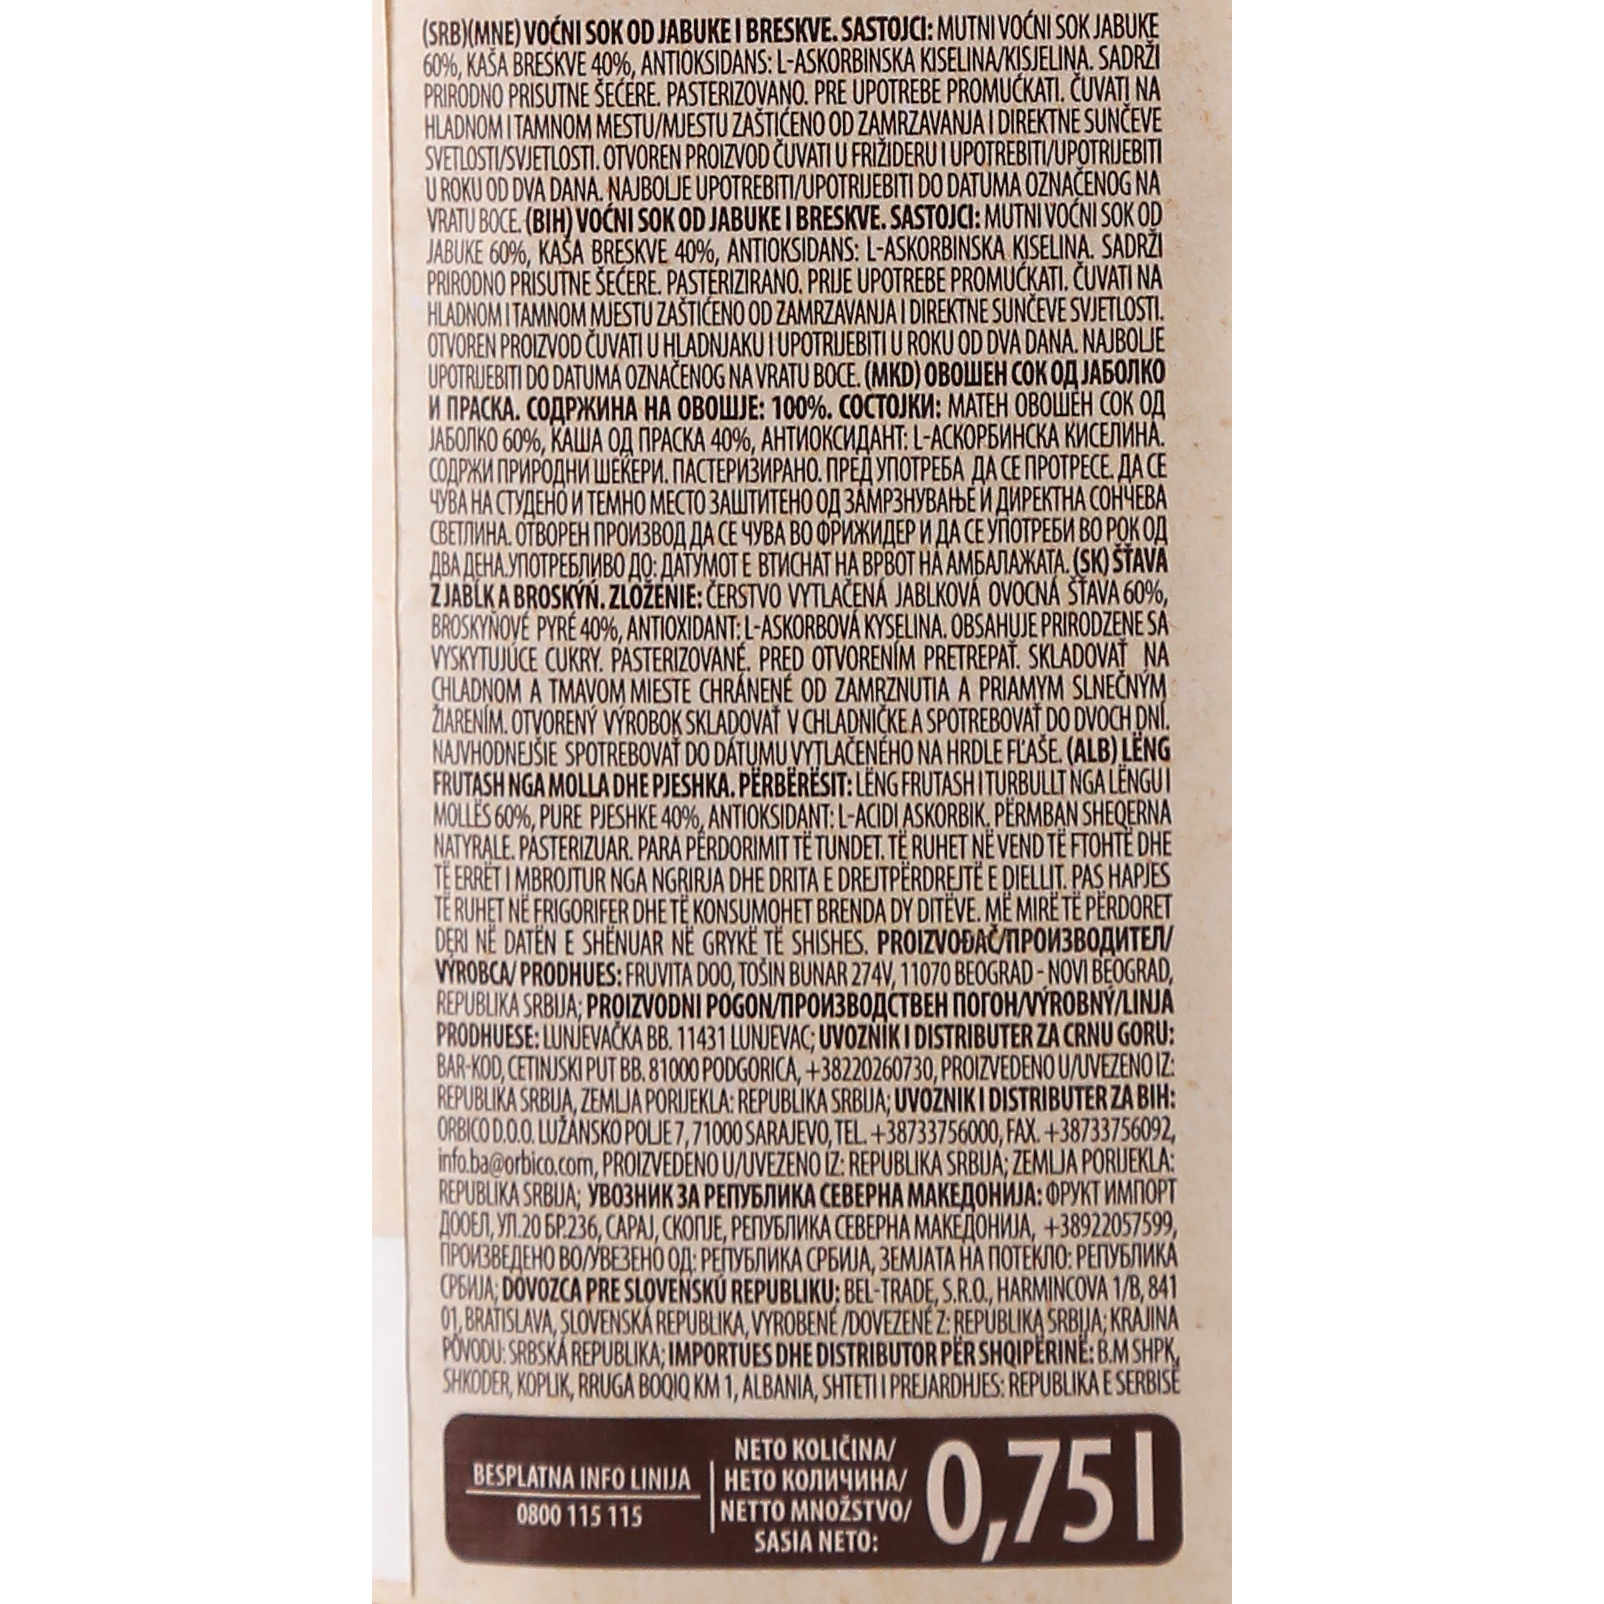 (SRB)(MNE) VOĆNI SOK OD JABUKE I BRESKVE. SASTOJCI: MUTNI VOĆNI SOK JABUKE
60%, KAŠA BRESKVE 40%, ANTIOKSIDANS: L-ASKORBINSKA KISELINA/KISJELINA. SADRŽI
PRIRODNO PRISUTNE ŠEĆERE. PASTERIZOVANO. PRE UPOTREBE PROMUĆKATI. ČUVATI NA
HLADNOM I TAMNOM MESTU/MJESTU ZAŠTIĆENO OD ZAMRZAVANJA I DIREKTNE SUNČEVE
SVETLOSTI/SVJETLOSTI. OTVOREN PROIZVOD ČUVATI U FRIŽIDERU I UPOTREBITI/UPOTRIJEBITI
U ROKU OD DVA DANA. NAJBOLJE UPOTREBITI/UPOTRIJEBITI DO DATUMA OZNAČENOG NA
VRATU BOCE. (BIH) VOĆNI SOK OD JABUKE I BRESKVE. SASTOJCI: MUTNI VOĆNI SOK OD
JABUKE 60%, KAŠA BRESKVE 40%, ANTIOKSIDANS: L-ASKORBINSKA KISELINA. SADRŽI
PRIRODNO PRISUTNE ŠEĆERE. PASTERIZIRANO. PRIJE UPOTREBE PROMUĆKATI. ČUVATI NA
HLADNOM I TAMNOM MJESTU ZAŠTIĆENO OD ZAMRZAVANJA I DIREKTNE SUNČEVE SVJETLOSTI.
OTVOREN PROIZVOD ČUVATI U HLADNJAKU I UPOTRIJEBITI U ROKU OD DVA DANA. NAJBOLJE
UPOTRIJEBITI DO DATUMA OZNAČENOG NA VRATU BOCE. (MKD) ОВОШЕН СОК ОД ЈАБОЛКО
И ПРАСКА. СОДРЖИНА НА ОВОШЈЕ: 100%. СОСТОЈКИ: МАТЕН ОВОШЕН СОК ОД
ЈАБОЛКО 60%, КАША ОД ПРАСКА 40%, АНТИОКСИДАНТ: L-АСКОРБИНСКА КИСЕЛИНА.
СОДРЖИ ПРИРОДНИ ШЕЌЕРИ. ПАСТЕРИЗИРАНО. ПРЕД УПОТРЕБА ДА СЕ ПРОТРЕСЕ. ДА СЕ
ЧУВА НА СТУДЕНО И ТЕМНО МЕСТО ЗАШТИТЕНО ОД ЗАМРЗНУВАЊЕ И ДИРЕКТНА СОНЧЕВА
СВЕТЛИНА. ОТВОРЕН ПРОИЗВОД ДА СЕ ЧУВА ВО ФРИЖИДЕР И ДА СЕ УПОТРЕБИ ВО РОК ОД
ДВА ДЕНА.УПОТРЕБЛИВО ДО: ДАТУМОТ Е ВТИСНАТ НА ВРВОТ НА АМБАЛАЖАТА. (SK) ŠŤAVA
Z JABĹK A BROSKÝŇ. ZLOŽENIE: ČERSTVO VYTLAČENÁ JABLKOVÁ OVOCNÁ ŠŤAVA 60%,
BROSKYŇOVÉ PYRÉ 40%, ANTIOXIDANT: L-ASKORBOVÁ KYSELINA. OBSAHUJE PRIRODZENE SA
VYSKYTUJÚCE CUKRY. PASTERIZOVANÉ. PRED OTVORENÍM PRETREPAŤ. SKLADOVAŤ NA
CHLADNOM A TMAVOM MIESTE CHRÁNENÉ OD ZAMRZNUTIA A PRIAMYM SLNEČNÝM
ŽIARENÍM. OTVORENÝ VÝROBOK SKLADOVAŤ V CHLADNIČKE A SPOTREBOVAŤ DO DVOCH DNÍ.
NAJVHODNEJŠIE SPOTREBOVAŤ DO DÁTUMU VYTLAČENÉHO NA HRDLE FĽAŠE. (ALB) LËNG
FRUTASH NGA MOLLA DHE PJESHKA. PËRBËRËSIT: LËNG FRUTASH I TURBULLT NGA LËNGU I
MOLLËS 60%, PURE PJESHKE 40%, ANTIOKSIDANT: L-ACIDI ASKORBIK. PËRMBAN SHEQERNA
NATYRALE. PASTERIZUAR. PARA PËRDORIMIT TË TUNDET. TË RUHET NË VEND TË FTOHTË DHE
TË ERRËT I MBROJTUR NGA NGRIRJA DHE DRITA E DREJTPËRDREJTË E DIELLIT. PAS HAPJES
TË RUHET NË FRIGORIFER DHE TË KONSUMOHET BRENDA DY DITËVE. MË MIRË TË PËRDORET
DERI NË DATËN E SHËNUAR NË GRYKË TË SHISHES. PROIZVOĐAČ/ПРОИЗВОДИТЕЛ/
VÝROBCA/ PRODHUES: FRUVITA DOO, TOŠIN BUNAR 274V, 11070 BEOGRAD - NOVI BEOGRAD,
REPUBLIKA SRBIJA; PROIZVODNI POGON/ПРОИЗВОДСТВЕН ПОГОН/VÝROBNÝ/LINJA
PRODHUESE: LUNJEVAČKA BB. 11431 LUNJEVAC; UVOZNIK I DISTRIBUTER ZA CRNU GORU:
BAR-KOD, CETINJSKI PUT BB. 81000 PODGORICA, +38220260730, PROIZVEDENO U/UVEZENO IZ:
REPUBLIKA SRBIJA, ZEMLJA PORIJEKLA: REPUBLIKA SRBIJA; UVOZNIK I DISTRIBUTER ZA BIH:
ORBICO D.O.O. LUŽANSKO POLJE 7, 71000 SARAJEVO, TEL. +38733756000, FAX. +38733756092,
info.ba@orbico.com, PROIZVEDENO U/UVEZENO IZ: REPUBLIKA SRBIJA; ZEMLJA PORIJEKLA:
REPUBLIKA SRBIJA; УВОЗНИК ЗА РЕПУБЛИКА СЕВЕРНА МАКЕДОНИЈА: ФРУКТ ИМПОРТ
ДООЕЛ, УЛ.20 БР.236, САРАЈ, СКОПЈЕ, РЕПУБЛИКА СЕВЕРНА МАКЕДОНИЈА, +38922057599,
ПРОИЗВЕДЕНО ВО/УВЕЗЕНО ОД: РЕПУБЛИКА СРБИЈА, ЗЕМЈАТА НА ПОТЕКЛО: РЕПУБЛИКА
СРБИЈА; DOVOZCA PRE SLOVENSKÚ REPUBLIKU: BEL-TRADE, S.R.O., HARMINCOVA 1/B, 841
01, BRATISLAVA, SLOVENSKÁ REPUBLIKA, VYROBENÉ /DOVEZENÉ Z: REPUBLIKA SRBIJA; KRAJINA
PÔVODU: SRBSKÁ REPUBLIKA; IMPORTUES DHE DISTRIBUTOR PËR SHQIPËRINË: B.M SHPK,
SHKODER, KOPLIK, RRUGA BOQIQ KM 1, ALBANIA, SHTETI I PREJARDHJES: REPUBLIKA E SERBISË
BESPLATNA INFO LINIJA
0800 115 115
NETO KOLIČINA/
НЕТО КОЛИЧИНА/
NETTO MNOŽSTVO/
SASIA NETO:
0,75 l